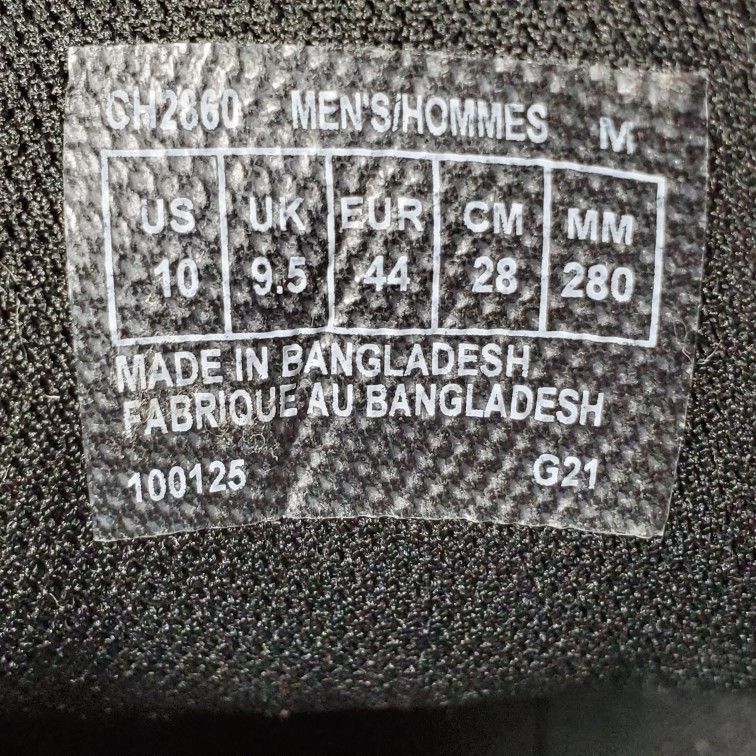 CH2860 MEN'S/HOMMES M
US UK EUR CM MM
10 9.5 44 28 280
MADE IN BANGLADESH
FABRIQUE AU BANGLADESH
100125 G21